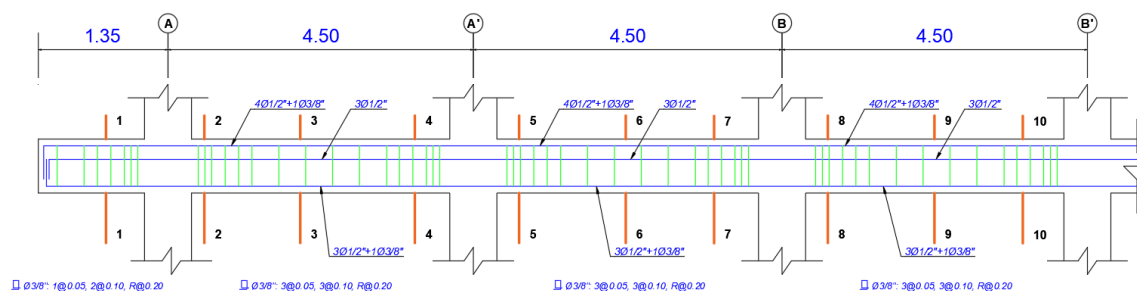 A A' B B'
1.35 4.50 4.50 4.50
4Ø1/2"+1Ø3/8" 3Ø1/2" 4Ø1/2"+1Ø3/8" 3Ø1/2" 4Ø1/2"+1Ø3/8" 3Ø1/2"
1 2 3 4 5 6 7 8 9 10
1 2 3 4 5 6 7 8 9 10
3Ø1/2"+1Ø3/8" 3Ø1/2"+1Ø3/8" 3Ø1/2"+1Ø3/8"
Ø3/8": 1@0.05, 2@0.10, R@0.20 Ø3/8": 3@0.05, 3@0.10, R@0.20 Ø3/8": 3@0.05, 3@0.10, R@0.20 Ø3/8": 3@0.05, 3@0.10, R@0.20